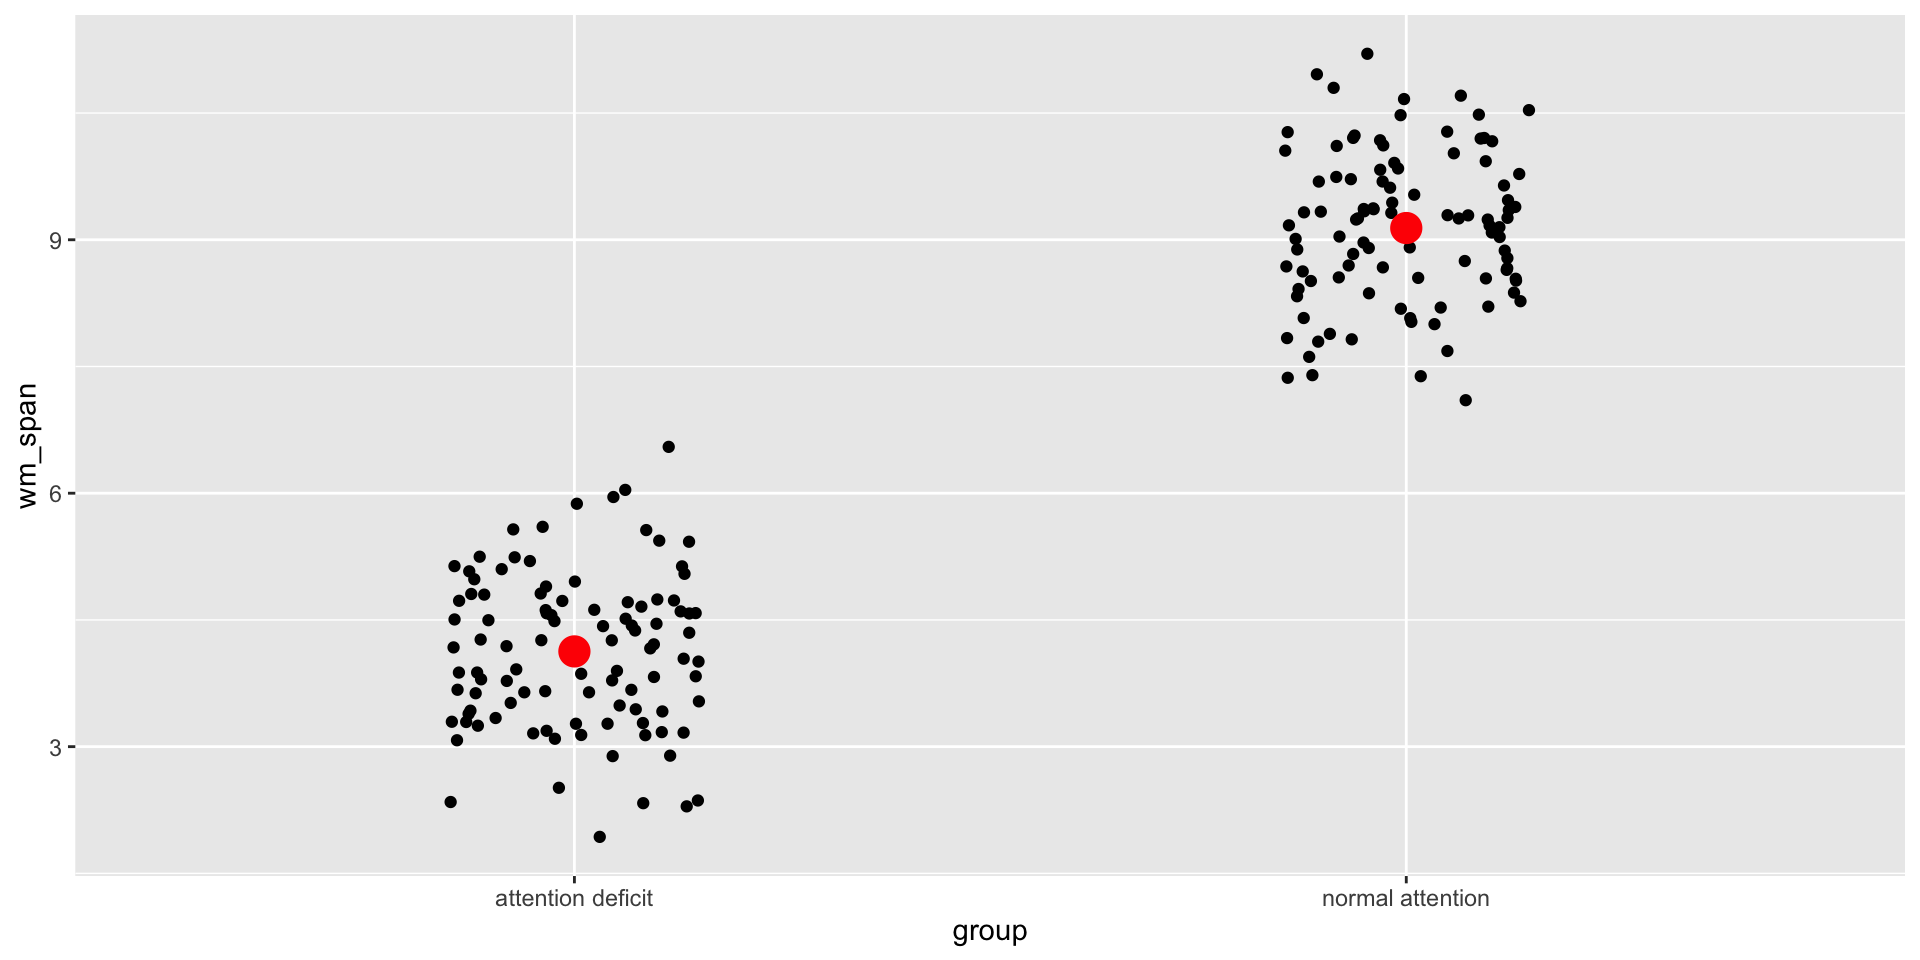 wm_span
9
6
3
attention deficit
normal attention
group